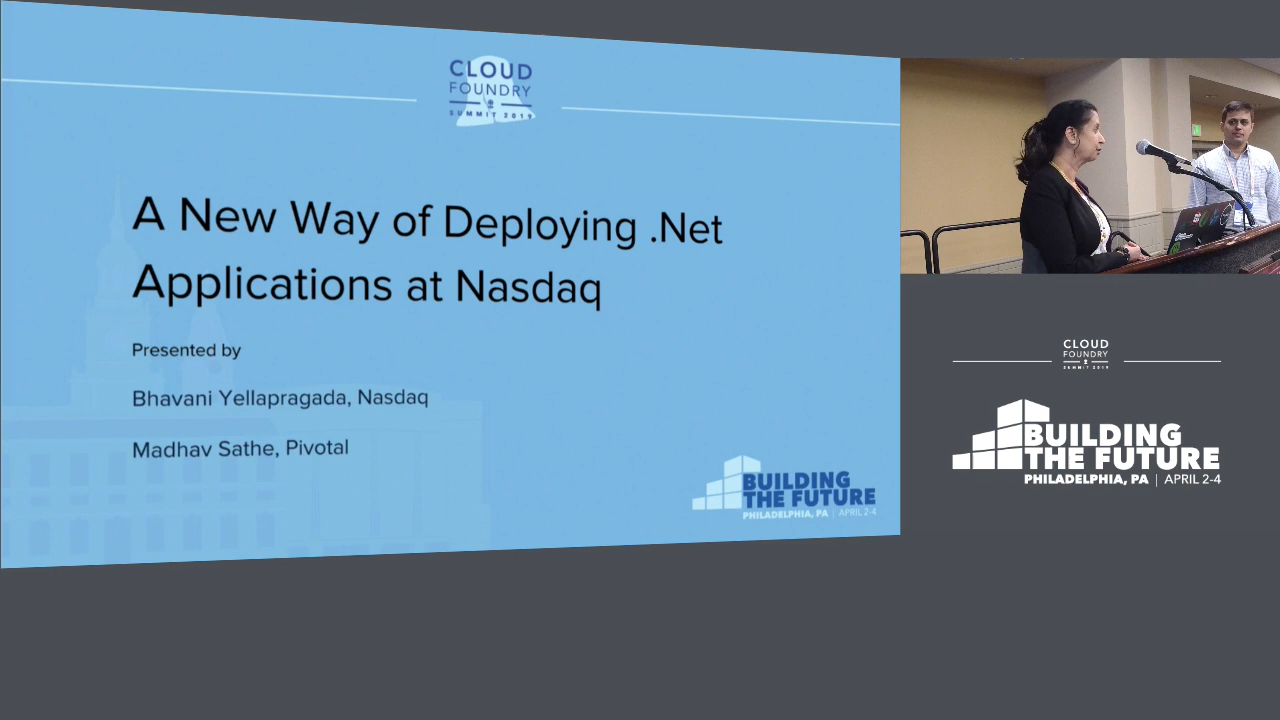 CLOUD
FOUNDRY
SUMMIT 2019
A New Way of Deploying .Net
Applications at Nasdaq
Presented by
Bhavani Yellapragada, Nasdaq
Madhav Sathe, Pivotal
BUILDING
THE FUTURE
PHILADELPHIA, PA | APRIL 2-4
CLOUD
FOUNDRY
SUMMIT 2019
BUILDING
THE FUTURE
PHILADELPHIA, PA | APRIL 2-4